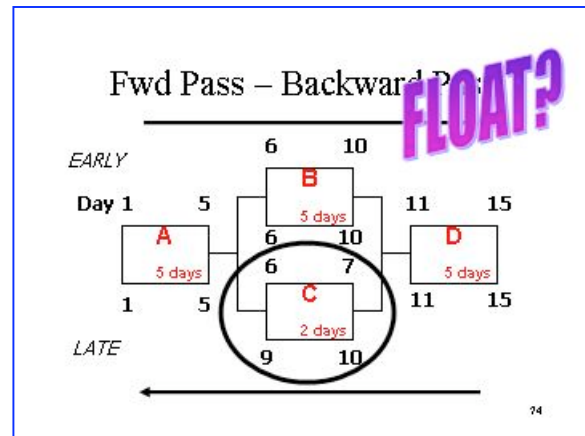 Fwd Pass – Backward
FLOAT?
EARLY
6 10
B
5 days
6 10
Day 1 5
A
5 days
1 5
6 7
C
2 days
9 10
11 15
D
5 days
11 15
LATE
74